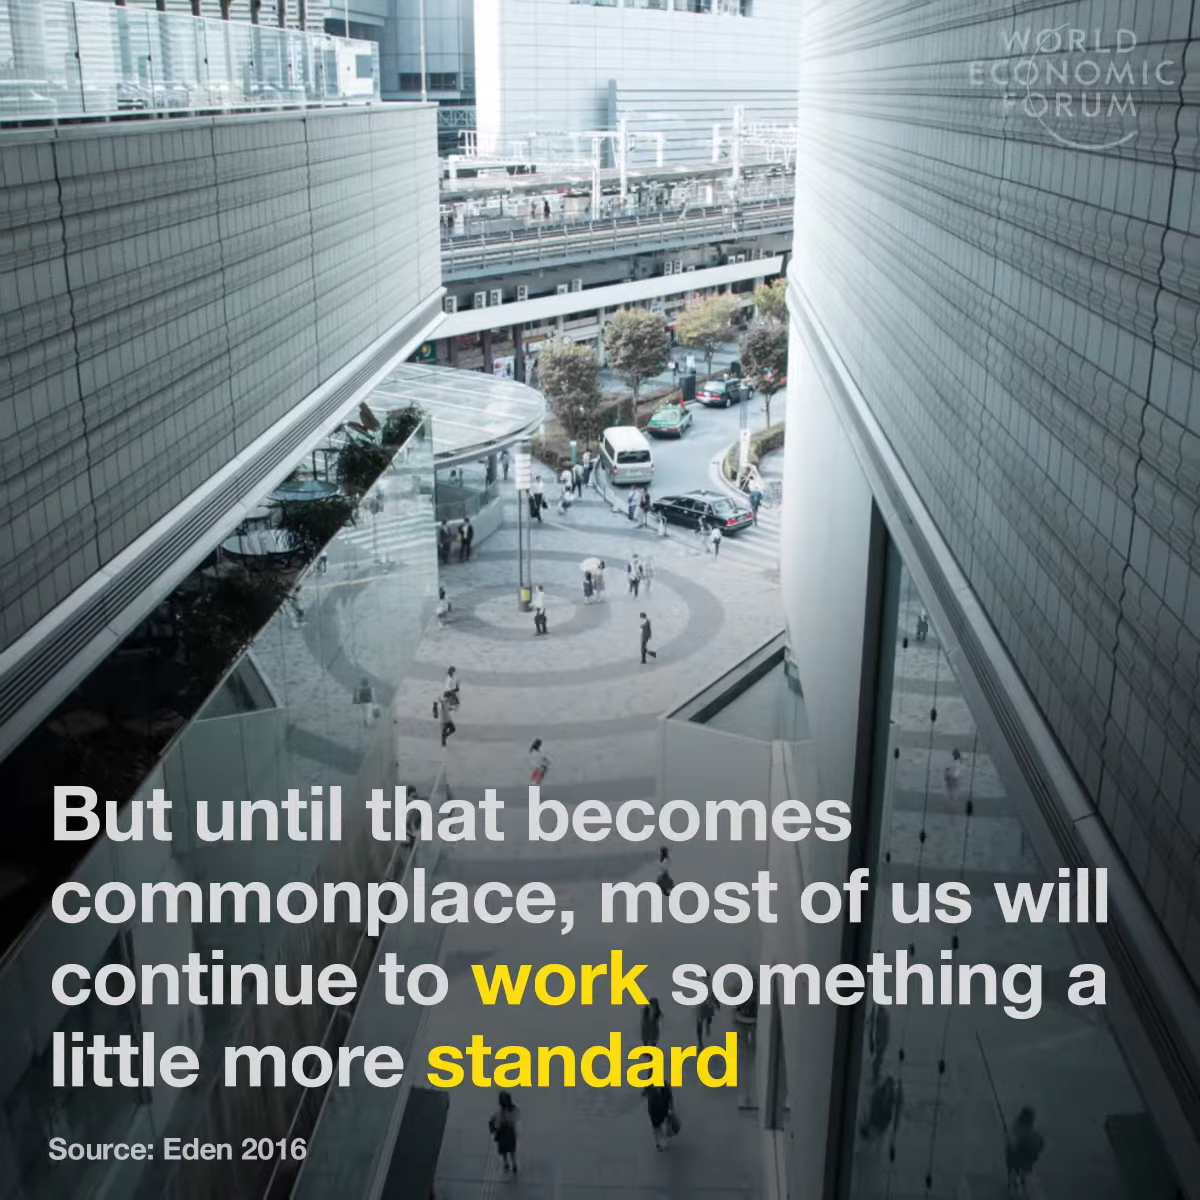 WORLD
ECONOMIC
FORUM
But until that becomes
commonplace, most of us will
continue to work something a
little more standard
Source: Eden 2016